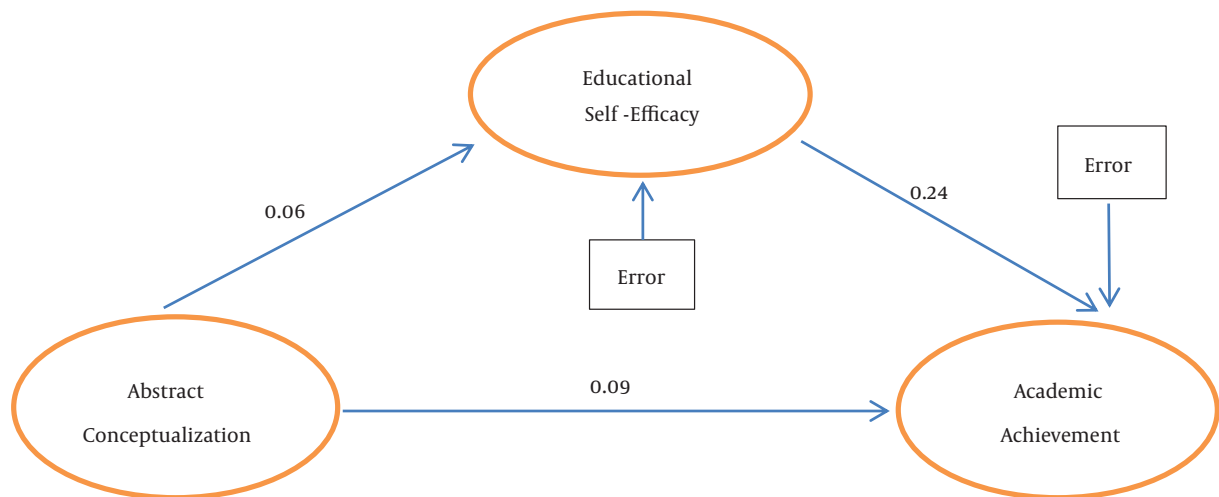 Educational
Self -Efficacy
Error
0.24
0.06
Error
0.09
Abstract
Conceptualization
Academic
Achievement